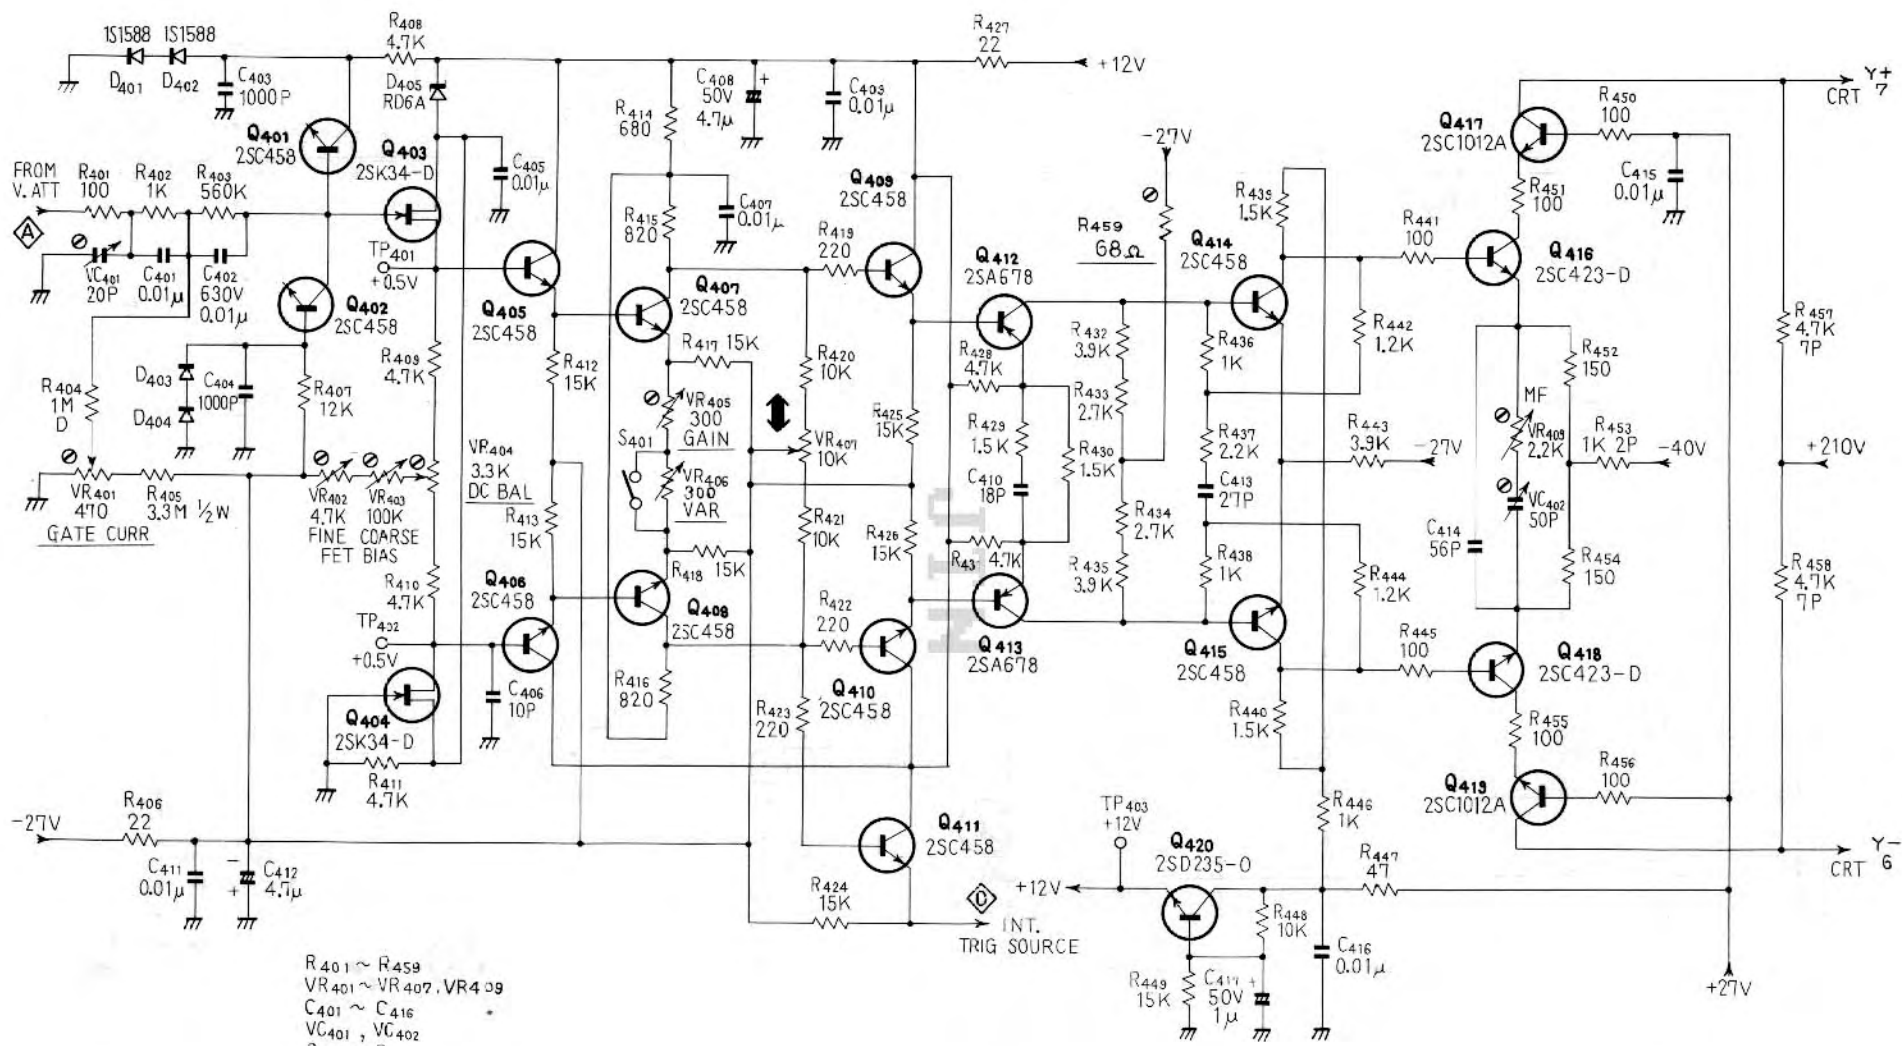 1S1588
1S1588
D401
D402
C403
1000P
R408
4.7K
D405
RD6A
R414
680
C408
50V
4.7μ
C409
0.01μ
R427
22
+12V
Q401
2SC458
Q403
2SK34-D
C405
0.01μ
FROM
V.ATT
A
R401
100
R402
1K
R403
560K
VC401
20P
C401
0.01μ
C402
630V
0.01μ
TP401
+0.5V
Q402
2SC458
Q405
2SC458
R415
820
C407
0.01μ
Q407
2SC458
R419
220
Q409
2SC458
Q412
2SA678
-27V
R459
68Ω
Q414
2SC458
R439
1.5K
R441
100
Q417
2SC1012A
R450
100
C415
0.01μ
R451
100
Q416
2SC423-D
Y+
7
CRT
R404
1M
D
D403
D404
C404
1000P
R407
12K
R409
4.7K
R412
15K
R417 15K
VR405
300
GAIN
S401
VR406
300
VAR
R420
10K
VR407
10K
R421
10K
R425
15K
R426
15K
R428
4.7K
R429
1.5K
R430
1.5K
C410
18P
R432
3.9K
R433
2.7K
R434
2.7K
R435
3.9K
R436
1K
R437
2.2K
C413
27P
R438
1K
R442
1.2K
R443
3.9K
-27V
R444
1.2K
MF
VR409
2.2K
VC402
50P
C414
56P
R452
150
R453
1K 2P
-40V
R454
150
R457
4.7K
7P
+210V
R458
4.7K
7P
VR401
470
GATE CURR
R405
3.3M ½W
VR402
4.7K
FINE
VR403
100K
COARSE
FET BIAS
VR404
3.3K
DC BAL
R413
15K
R410
4.7K
TP402
+0.5V
Q406
2SC458
R418
15K
Q408
2SC458
R416
820
C406
10P
Q404
2SK34-D
R411
4.7K
R422
220
Q410
2SC458
R423
220
R43
4.7K
Q413
2SA678
Q415
2SC458
R440
1.5K
R445
100
Q418
2SC423-D
R455
100
R456
100
Q419
2SC1012A
NLT
-27V
R406
22
C411
0.01μ
C412
4.7μ
Q411
2SC458
R424
15K
C
INT.
TRIG SOURCE
TP403
+12V
+12V
Q420
2SD235-O
R446
1K
R447
47
R448
10K
R449
15K
C417
50V
1μ
C416
0.01μ
+27V
Y-
6
CRT
R401~R459
VR401~VR407.VR409
C401~C416
VC401, VC402